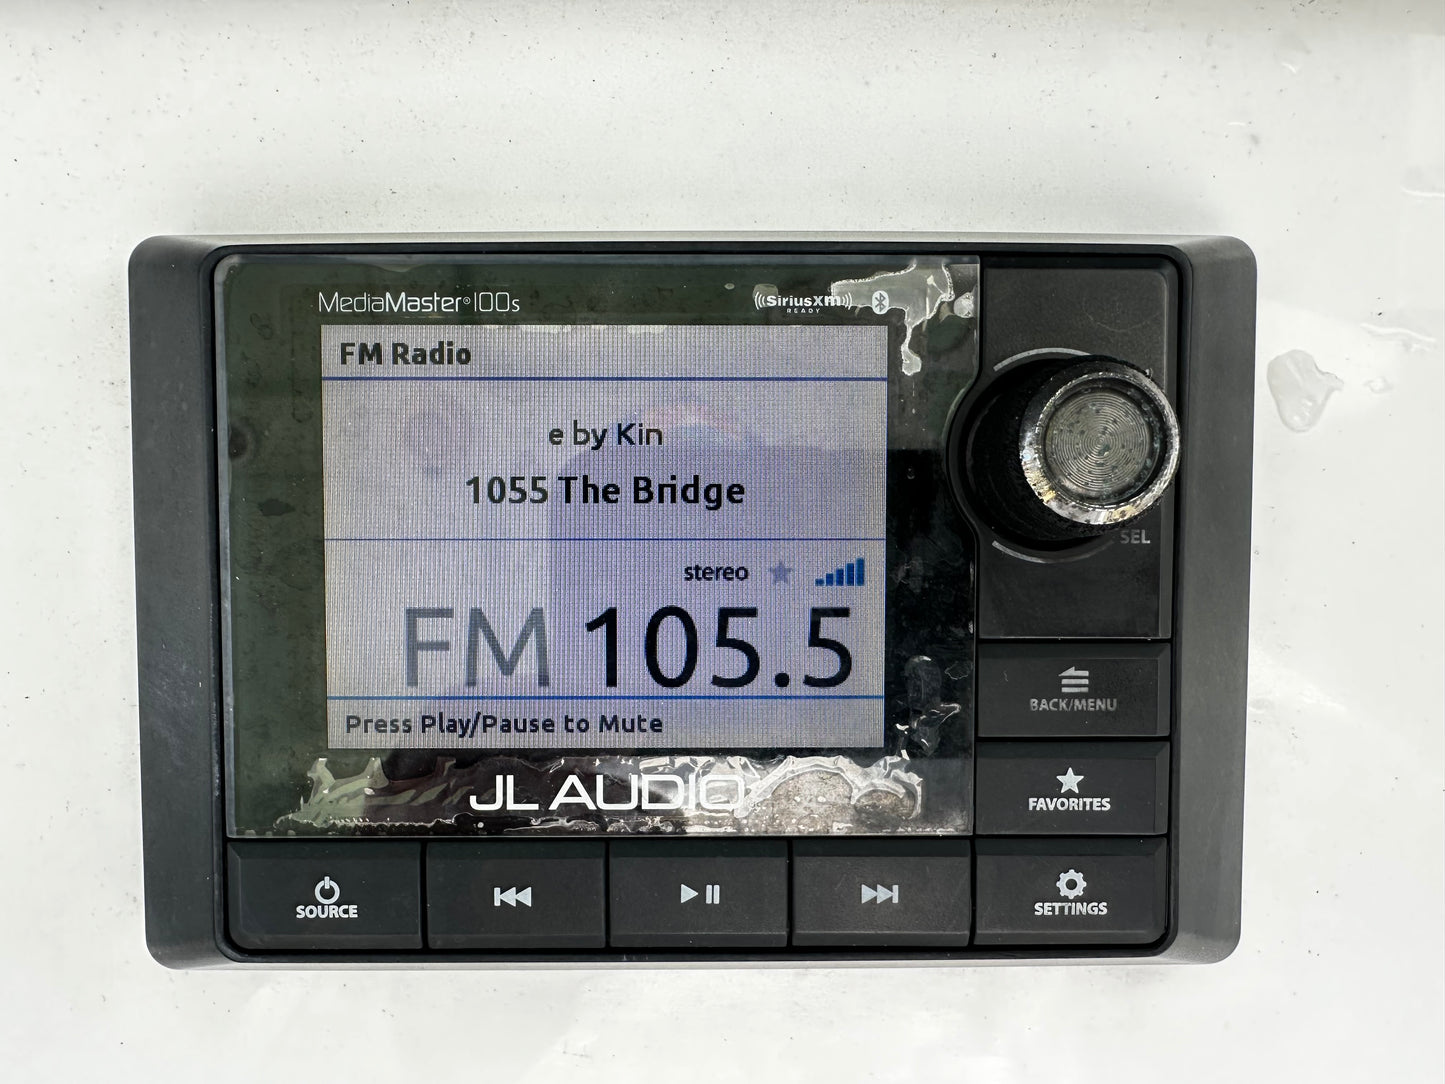 MediaMaster®100s
((SiriusXM))
READY
FM Radio
e by Kin
1055 The Bridge
stereo
FM 105.5
Press Play/Pause to Mute
JL AUDIO
SEL
BACK/MENU
FAVORITES
SOURCE
SETTINGS